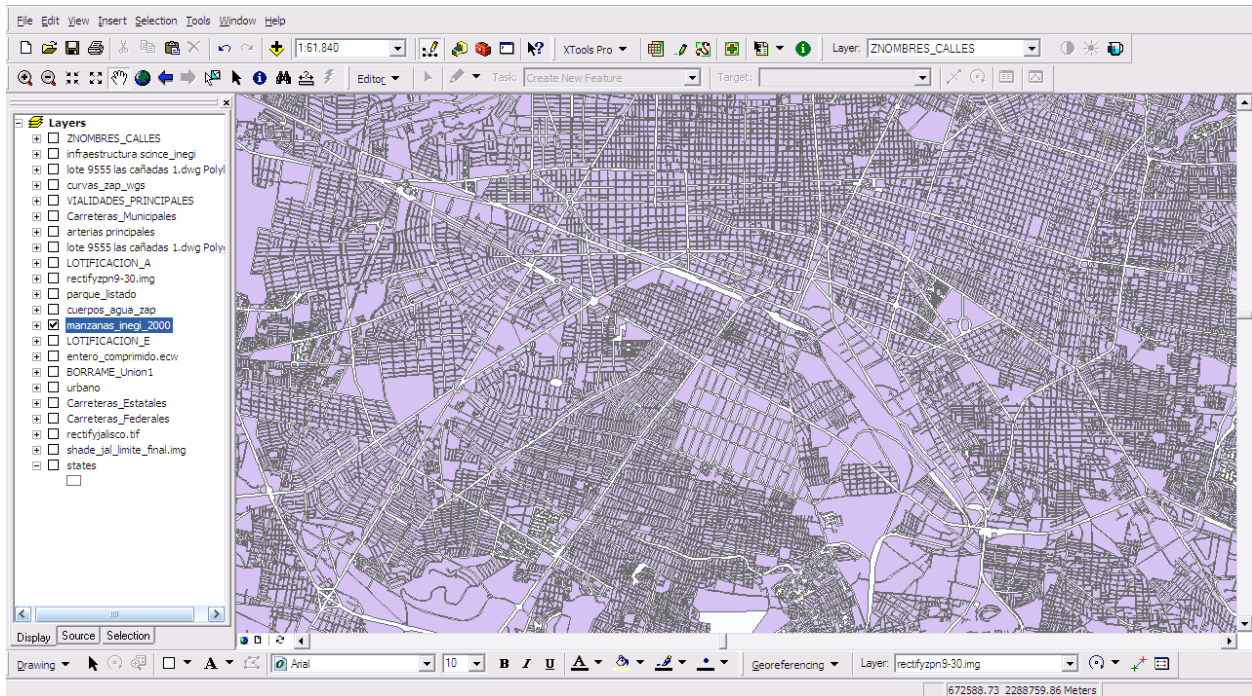 File Edit View Insert Selection Tools Window Help
1:61,840 XTools Pro Layer: ZNOMBRES_CALLES
Editor Task: Create New Feature Target:
Layers
ZNOMBRES_CALLES
infraestructura scince_inegi
lote 9555 las cañadas 1.dwg Polyl
curvas_zap_wgs
VIALIDADES_PRINCIPALES
Carreteras_Municipales
arterias principales
lote 9555 las cañadas 1.dwg Poly
LOTIFICACION_A
rectifyzpn9-30.img
parque_listado
cuerpos_agua_zap
manzanas_inegi_2000
LOTIFICACION_E
entero_comprimido.ecw
BORRAME_Union1
urbano
Carreteras_Estatales
Carreteras_Federales
rectifyjalisco.tif
shade_jal_limite_final.img
states
Display Source Selection
Drawing A Arial 10 B I U A Georeferencing Layer: rectifyzpn9-30.img
672588.73 2288759.86 Meters